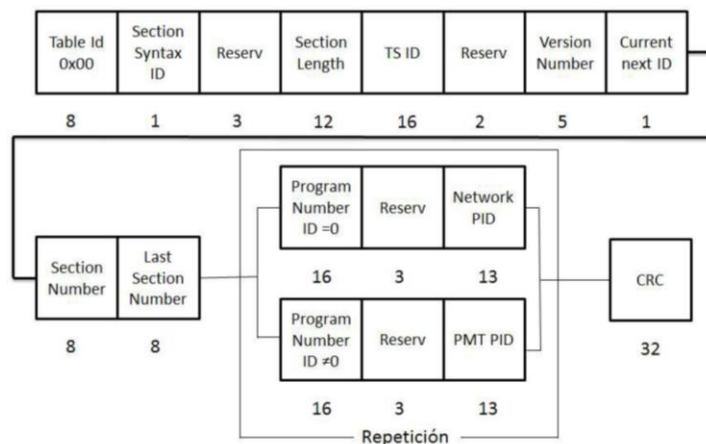 Table Id
0x00
Section
Syntax
ID
Reserv
Section
Length
TS ID
Reserv
Version
Number
Current
next ID
8
1
3
12
16
2
5
1
Section
Number
Last
Section
Number
8
8
Program
Number
ID =0
Reserv
Network
PID
16
3
13
Program
Number
ID ≠0
Reserv
PMT PID
16
3
13
Repetición
CRC
32